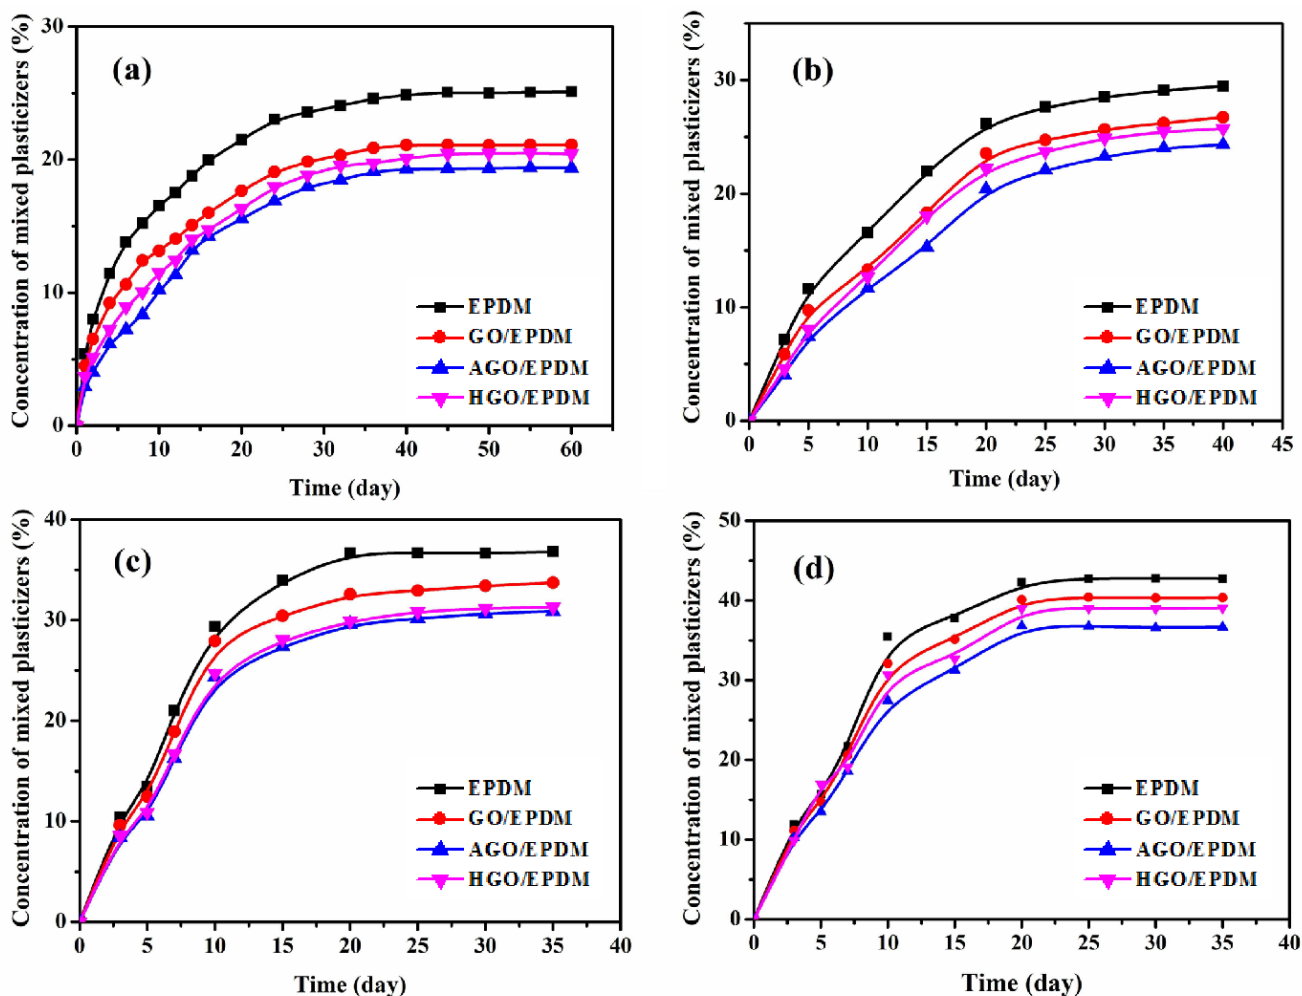 (a)
Concentration of mixed plasticizers (%)
30
20
10
0
0 10 20 30 40 50 60
Time (day)
EPDM
GO/EPDM
AGO/EPDM
HGO/EPDM
(b)
Concentration of mixed plasticizers (%)
30
20
10
0
0 5 10 15 20 25 30 35 40 45
Time (day)
EPDM
GO/EPDM
AGO/EPDM
HGO/EPDM
(c)
Concentration of mixed plasticizers (%)
40
30
20
10
0
0 5 10 15 20 25 30 35 40
Time (day)
EPDM
GO/EPDM
AGO/EPDM
HGO/EPDM
(d)
Concentration of mixed plasticizers (%)
50
40
30
20
10
0
0 5 10 15 20 25 30 35 40
Time (day)
EPDM
GO/EPDM
AGO/EPDM
HGO/EPDM